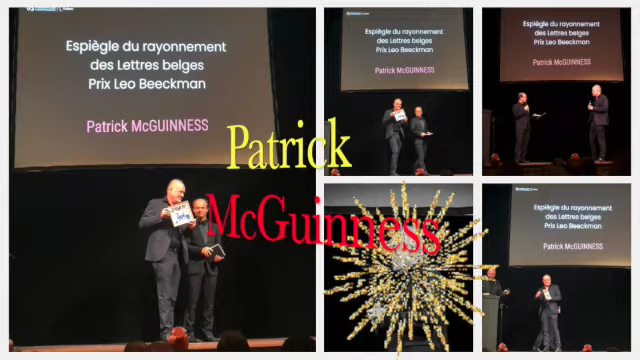 Espiègle du rayonnement
des Lettres belges
Prix Leo Beeckman
Patrick McGUINNESS
Espiègle du rayonnement
des Lettres belges
Prix Leo Beeckman
Patrick McGUINNESS
Espiègle du rayonnement
des Lettres belges
Prix Leo Beeckman
Patrick McGUINNESS
Patrick
McGuinness
Espiègle du rayonnement
des Lettres belges
Prix Leo Beeckman
Patrick McGUINNESS